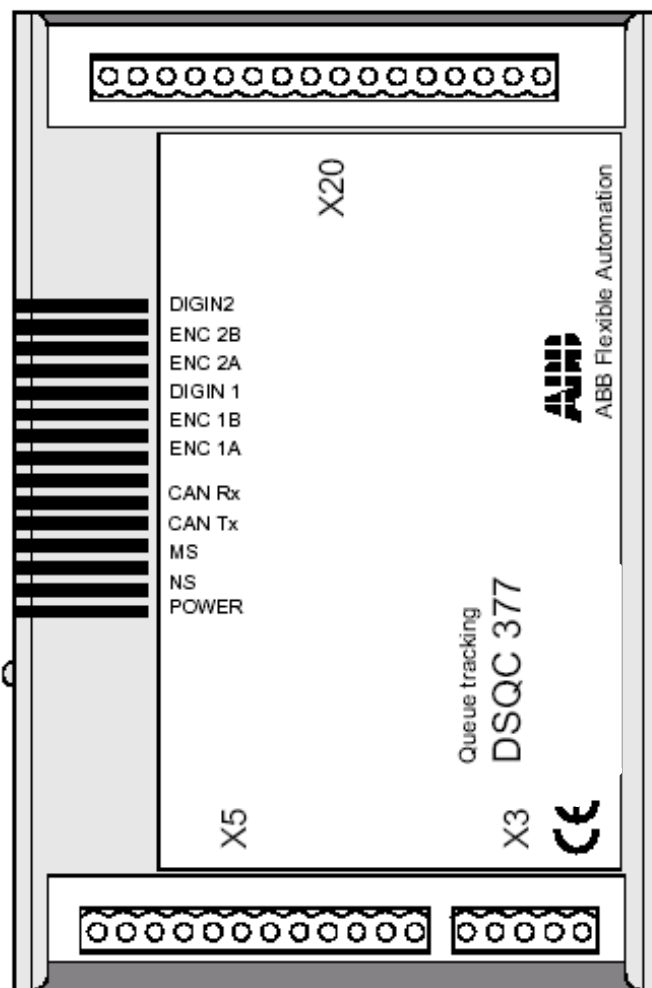 X20
DIGIN2
ENC 2B
ENC 2A
DIGIN 1
ENC 1B
ENC 1A
CAN Rx
CAN Tx
MS
NS
POWER
ABB
ABB Flexible Automation
Queue tracking
DSQC 377
X5
X3
CE